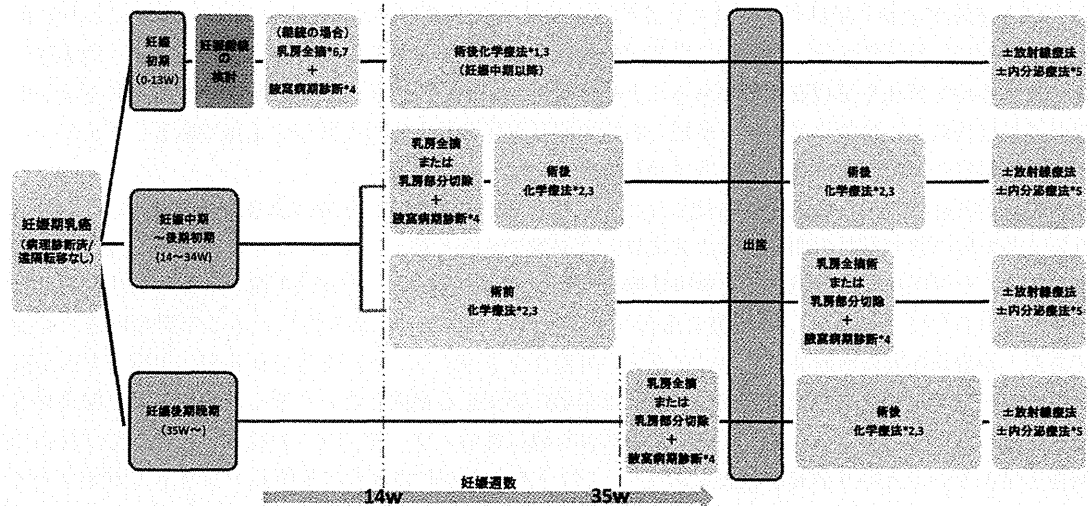 妊娠期乳癌
(病理診断済/
遠隔転移なし)
妊娠
初期
(0-13W)
妊娠継続
の
検討
(継続の場合)
乳房全摘*6,7
+
腋窩病期診断*4
術後化学療法*1,3
(妊娠中期以降)
±放射線療法
±内分泌療法*5
妊娠中期
~後期初期
(14~34W)
乳房全摘
または
乳房部分切除
+
腋窩病期診断*4
術後
化学療法*2,3
術後
化学療法*2,3
±放射線療法
±内分泌療法*5
出産
術前
化学療法*2,3
乳房全摘術
または
乳房部分切除
+
腋窩病期診断*4
±放射線療法
±内分泌療法*5
妊娠後期晩期
(35W~)
乳房全摘
または
乳房部分切除
+
腋窩病期診断*4
術後
化学療法*2,3
±放射線療法
±内分泌療法*5
妊娠週数
14w
35w